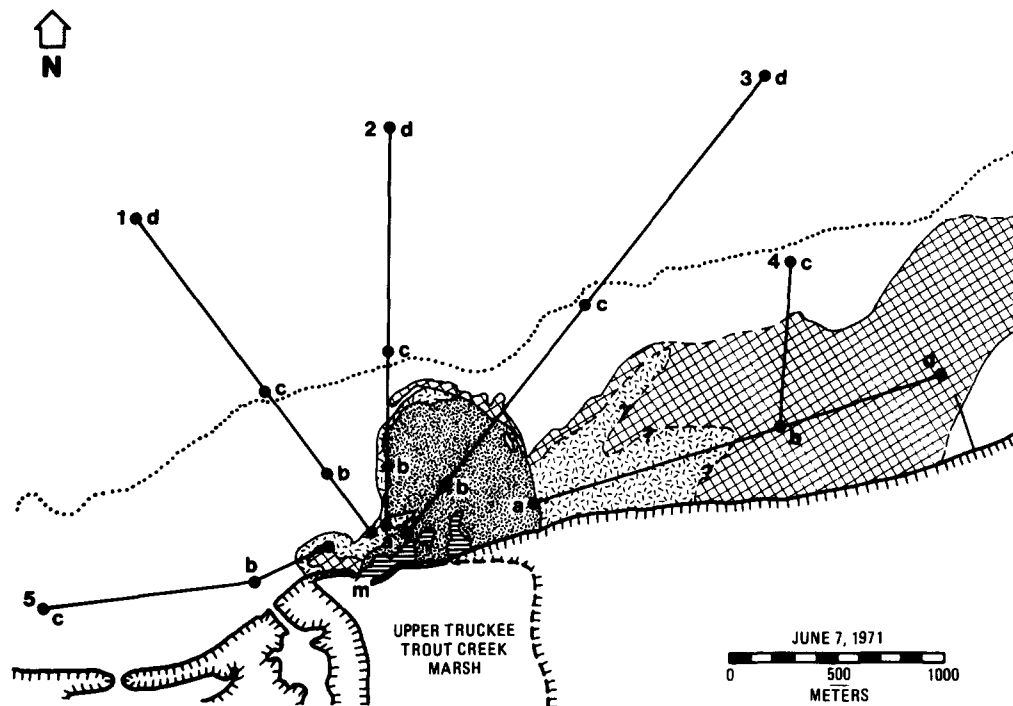 N
3 d
2 d
1 d
4 c
c
c
c
d
b
b
b
b
a
b
5
c
m
?
?
?
UPPER TRUCKEE
TROUT CREEK
MARSH
JUNE 7, 1971
0 500 1000
METERS